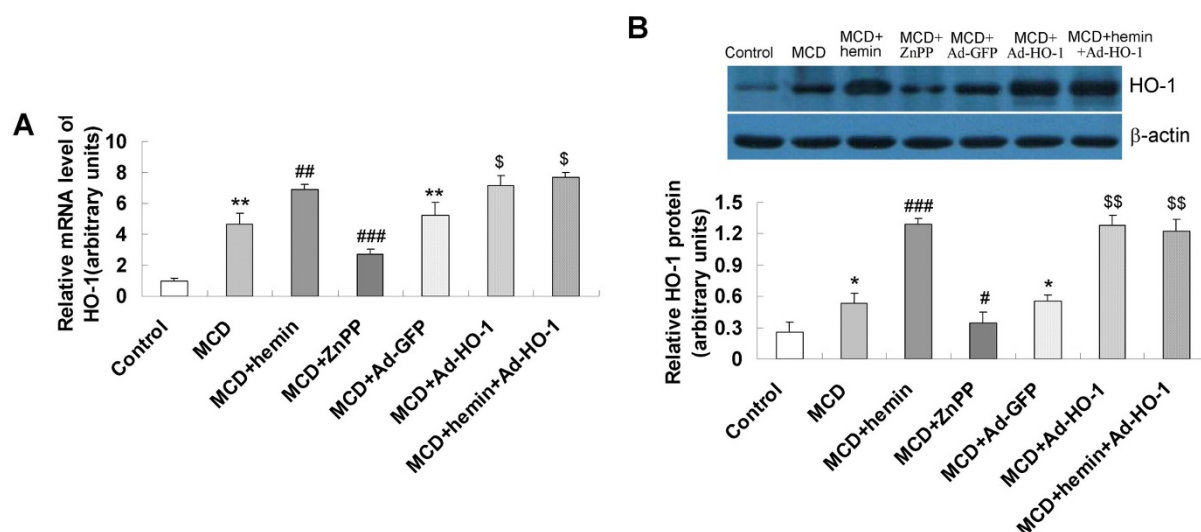 A
Relative mRNA level of
HO-1(arbitrary units)
10
8
6
4
2
0
**
##
###
**
$
$
Control
MCD
MCD+hemin
MCD+ZnPP
MCD+Ad-GFP
MCD+Ad-HO-1
MCD+hemin+Ad-HO-1
B
Control
MCD
MCD+
hemin
MCD+
ZnPP
MCD+
Ad-GFP
MCD+
Ad-HO-1
MCD+hemin
+Ad-HO-1
HO-1
β-actin
Relative HO-1 protein
(arbitrary units)
1.5
1.2
0.9
0.6
0.3
0
*
###
#
*
$$
$$
Control
MCD
MCD+hemin
MCD+ZnPP
MCD+Ad-GFP
MCD+Ad-HO-1
MCD+hemin+Ad-HO-1